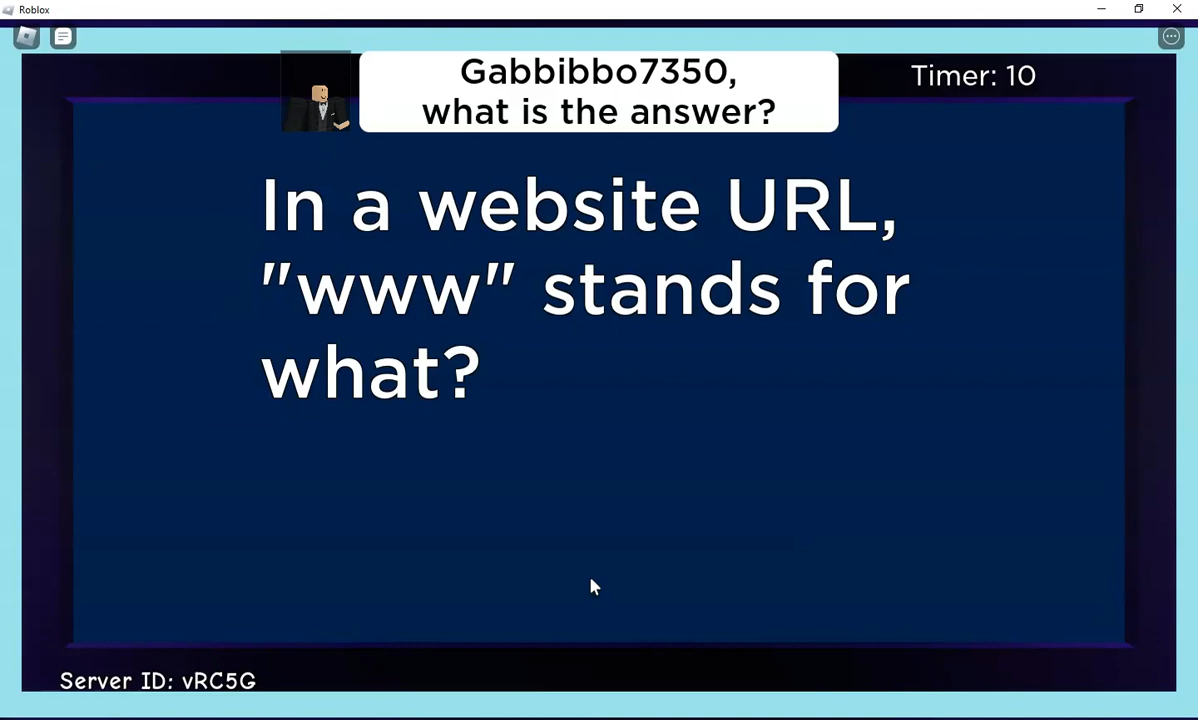 Roblox
Gabbibbo7350,
what is the answer?
Timer: 10
In a website URL,
"www" stands for
what?
Server ID: vRC5G